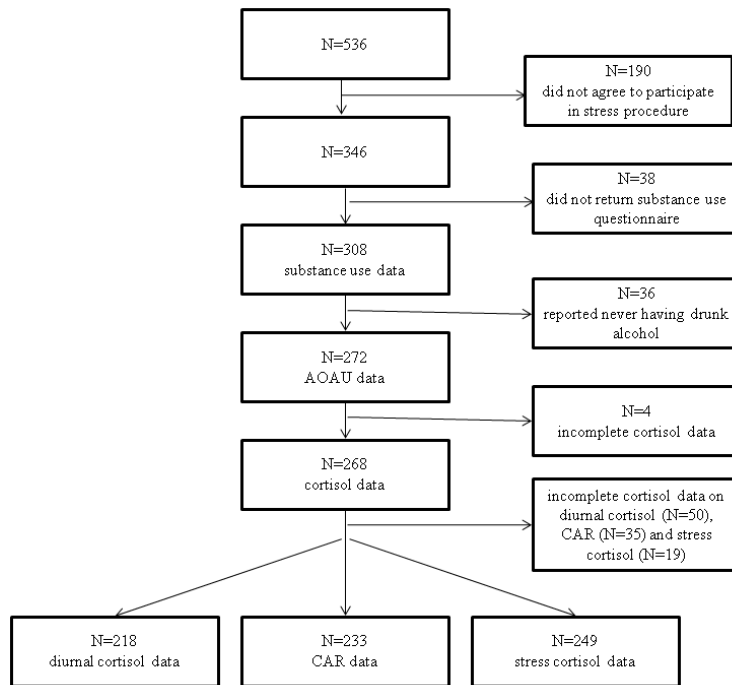 N=536
N=190
did not agree to participate
in stress procedure
N=346
N=38
did not return substance use
questionnaire
N=308
substance use data
N=36
reported never having drunk
alcohol
N=272
AOAU data
N=4
incomplete cortisol data
N=268
cortisol data
incomplete cortisol data on
diurnal cortisol (N=50),
CAR (N=35) and stress
cortisol (N=19)
N=218
diurnal cortisol data
N=233
CAR data
N=249
stress cortisol data